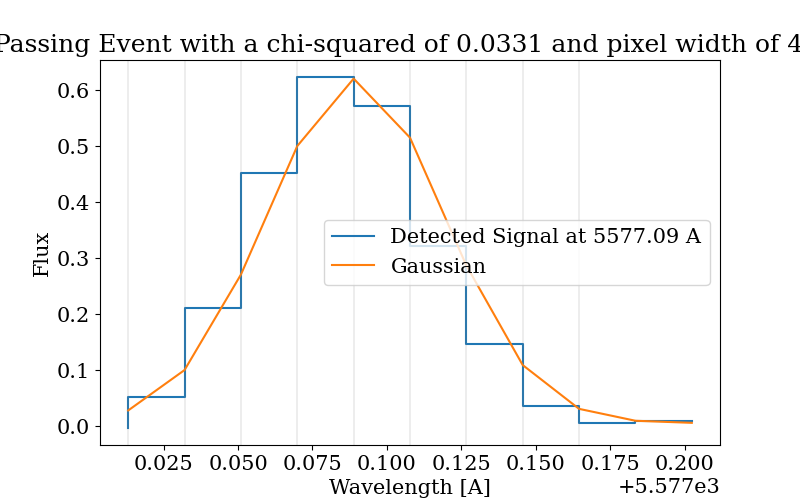 Passing Event with a chi-squared of 0.0331 and pixel width of 4
Flux
0.6
0.5
0.4
0.3
0.2
0.1
0.0
Detected Signal at 5577.09 A
Gaussian
0.025 0.050 0.075 0.100 0.125 0.150 0.175 0.200
Wavelength [A]
+5.577e3